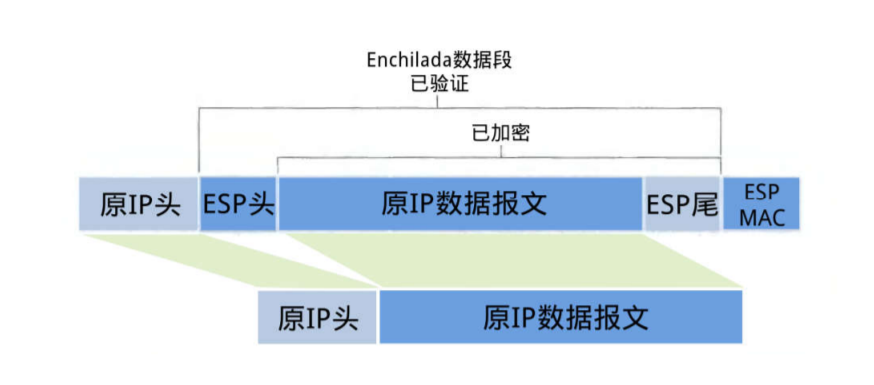 Enchilada数据段
已验证
已加密
原IP头
ESP头
原IP数据报文
ESP尾
ESP
MAC
原IP头
原IP数据报文